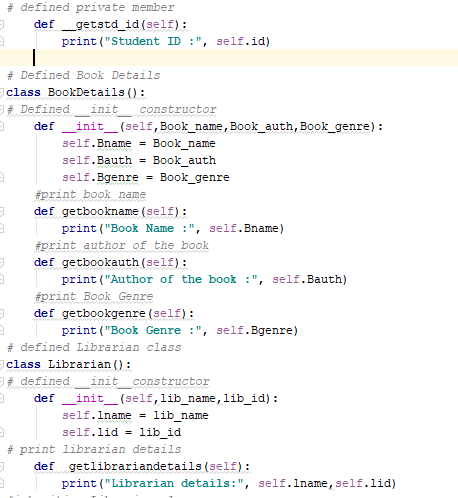 # defined private member
    def __getstd_id(self):
        print("Student ID :", self.id)
# Defined Book Details
class BookDetails():
# Defined __init__ constructor
    def __init__(self,Book_name,Book_auth,Book_genre):
        self.Bname = Book_name
        self.Bauth = Book_auth
        self.Bgenre = Book_genre
    #print book name
    def getbookname(self):
        print("Book Name :", self.Bname)
    #print author of the book
    def getbookauth(self):
        print("Author of the book :", self.Bauth)
    #print Book Genre
    def getbookgenre(self):
        print("Book Genre :", self.Bgenre)
# defined Librarian class
class Librarian():
# defined __init__constructor
    def __init__(self,lib_name,lib_id):
        self.lname = lib_name
        self.lid = lib_id
# print librarian details
    def _getlibrariandetails(self):
        print("Librarian details:", self.lname,self.lid)